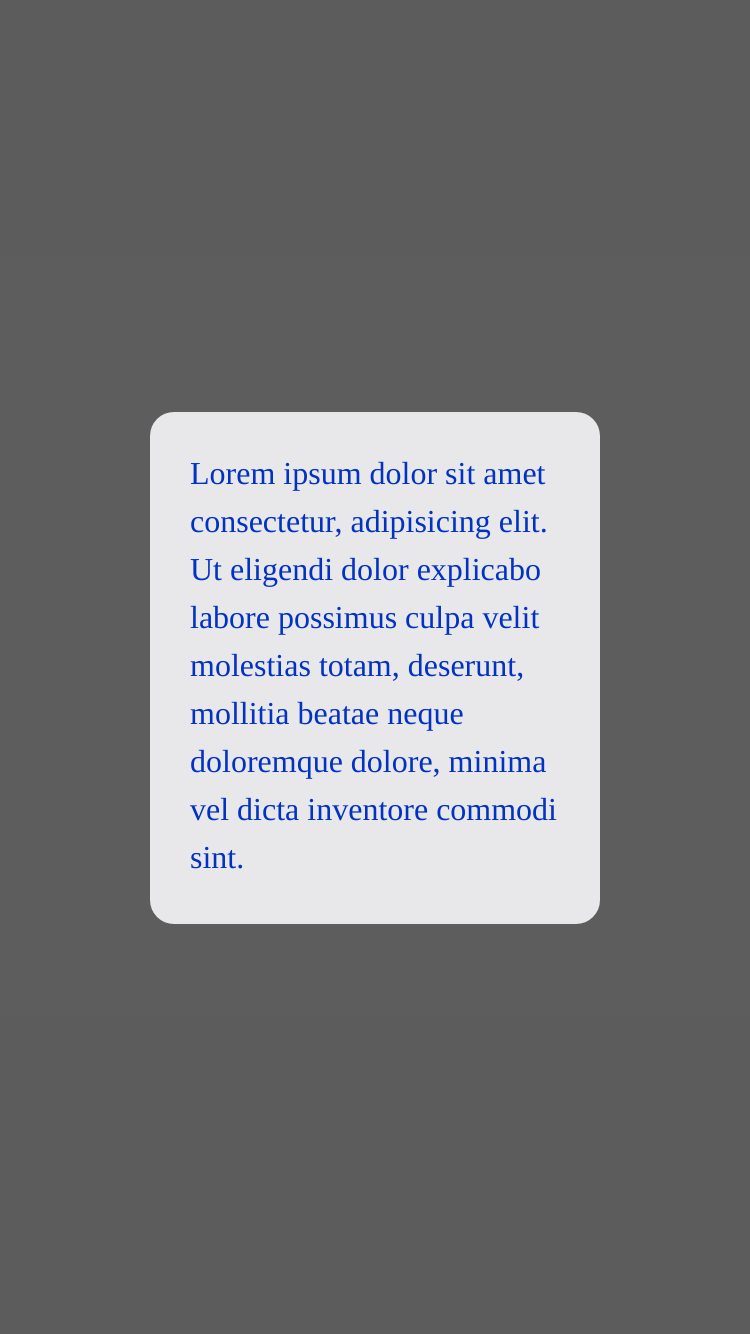 Lorem ipsum dolor sit amet
consectetur, adipisicing elit.
Ut eligendi dolor explicabo
labore possimus culpa velit
molestias totam, deserunt,
mollitia beatae neque
doloremque dolore, minima
vel dicta inventore commodi
sint.